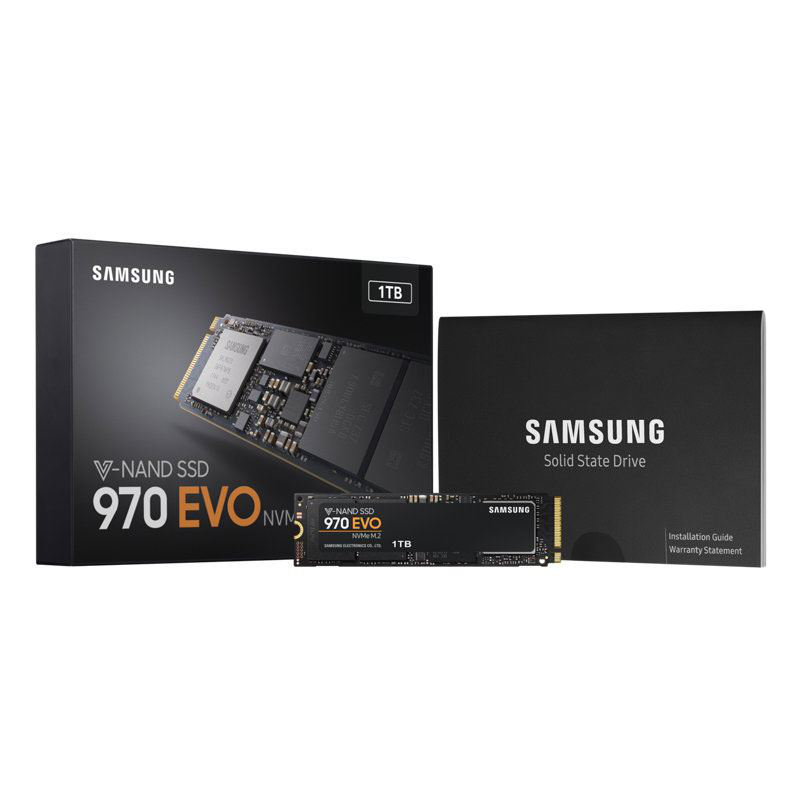 SAMSUNG
1TB
SAMSUNG
V-NAND SSD
970 EVO NVM
SAMSUNG
Solid State Drive
Installation Guide
Warranty Statement
V-NAND SSD
970 EVO
NVMe M.2
SAMSUNG ELECTRONICS CO., LTD.
1TB
SAMSUNG